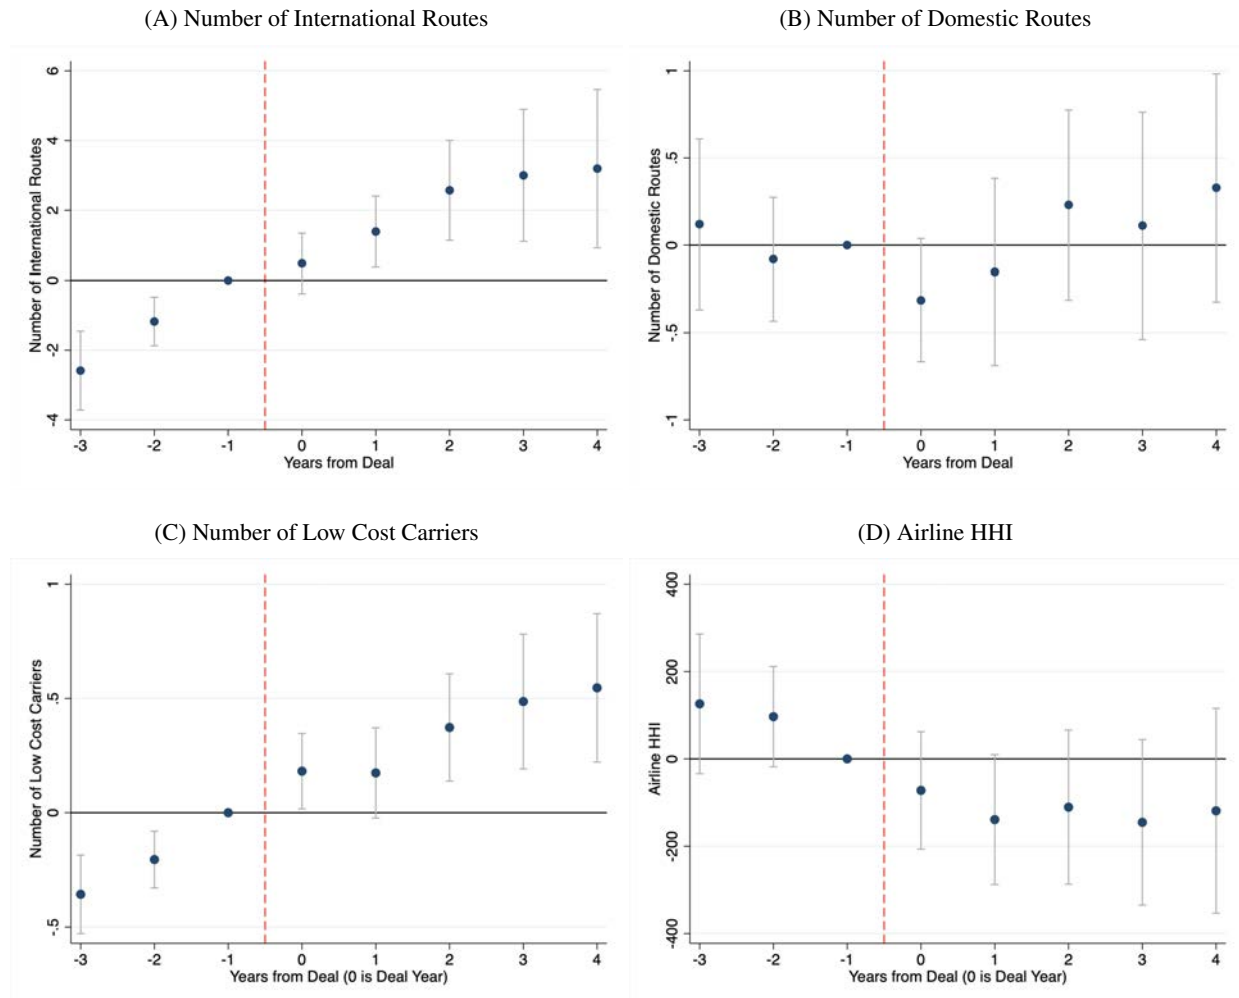 (A) Number of International Routes
Number of International Routes
6
4
2
0
-2
-4
-3 -2 -1 0 1 2 3 4
Years from Deal
(B) Number of Domestic Routes
Number of Domestic Routes
1
.5
0
-.5
-1
-3 -2 -1 0 1 2 3 4
Years from Deal
(C) Number of Low Cost Carriers
Number of Low Cost Carriers
1
.5
0
-.5
-3 -2 -1 0 1 2 3 4
Years from Deal (0 is Deal Year)
(D) Airline HHI
Airline HHI
400
200
0
-200
-400
-3 -2 -1 0 1 2 3 4
Years from Deal (0 is Deal Year)